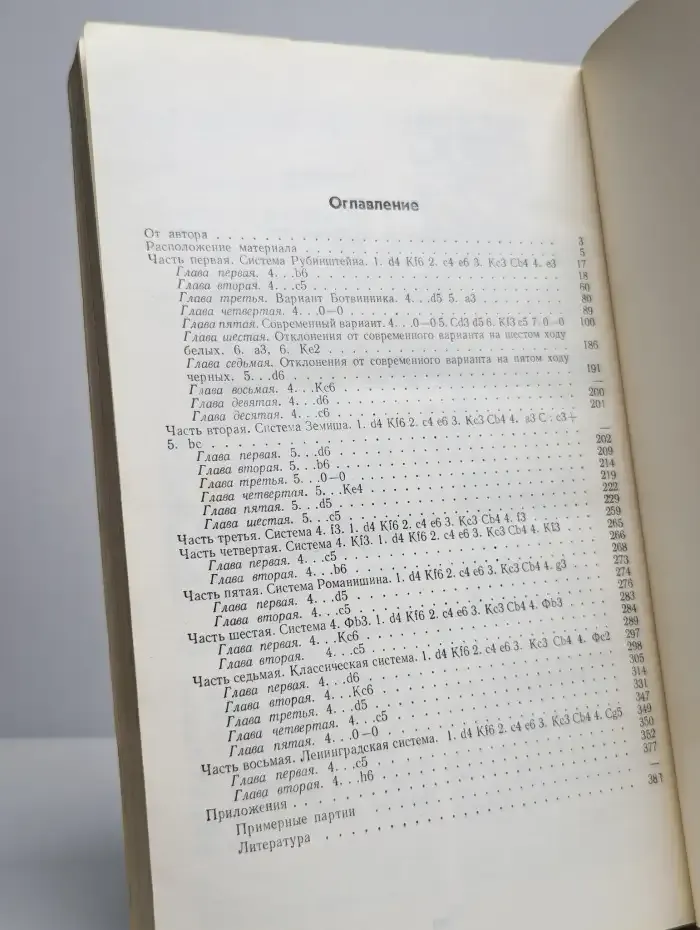 Оглавление
От автора . . . 3
Расположение материала . . . 5
Часть первая. Система Рубинштейна. 1. d4 Kf6 2. c4 e6 3. Kc3 Cb4 4. e3 17
Глава первая. 4. . .b6 . . . 18
Глава вторая. 4. . .c5 . . . 60
Глава третья. Вариант Ботвинника. 4. . .d5 5. a3 . . . 80
Глава четвертая. 4. . .0—0 . . . 89
Глава пятая. Современный вариант. 4. . .0—0 5. Cd3 d5 6. Kf3 c5 7. 0—0 100
Глава шестая. Отклонения от современного варианта на шестом ходу
белых. 6. a3, 6. Ke2 . . . 186
Глава седьмая. Отклонения от современного варианта на пятом ходу
черных. 5. . .d6 . . . 191
Глава восьмая. 4. . .Kc6 . . . —
Глава девятая. 4. . .d6 . . . 200
Глава десятая. 4. . .c6 . . . 201
Часть вторая. Система Земиша. 1. d4 Kf6 2. c4 e6 3. Kc3 Cb4 4. a3 C : c3+
5. bc . . . —
Глава первая. 5. . .d6 . . . 202
Глава вторая. 5. . .b6 . . . 209
Глава третья. 5. . .0—0 . . . 214
Глава четвертая. 5. . .Ke4 . . . 219
Глава пятая. 5. . .d5 . . . 222
Глава шестая. 5. . .c5 . . . 229
Часть третья. Система 4. f3. 1. d4 Kf6 2. c4 e6 3. Kc3 Cb4 4. f3 . . . 259
Часть четвертая. Система 4. Kf3. 1. d4 Kf6 2. c4 e6 3. Kc3 Cb4 4. Kf3 . . . 265
Глава первая. 4. . .c5 . . . 266
Глава вторая. 4. . .b6 . . . 268
Часть пятая. Система Романишина. 1. d4 Kf6 2. c4 e6 3. Kc3 Cb4 4. g3 . . . 273
Глава первая. 4. . .d5 . . . 274
Глава вторая. 4. . .c5 . . . 276
Часть шестая. Система 4. Фb3. 1. d4 Kf6 2. c4 e6 3. Kc3 Cb4 4. Фb3 . . . 283
Глава первая. 4. . .Kc6 . . . 284
Глава вторая. 4. . .c5 . . . 289
Часть седьмая. Классическая система. 1. d4 Kf6 2. c4 e6 3. Kc3 Cb4 4. Фc2 297
Глава первая. 4. . .d6 . . . 298
Глава вторая. 4. . .Kc6 . . . 305
Глава третья. 4. . .d5 . . . 314
Глава четвертая. 4. . .c5 . . . 331
Глава пятая. 4. . .0—0 . . . 347
Часть восьмая. Ленинградская система. 1. d4 Kf6 2. c4 e6 3. Kc3 Cb4 4. Cg5 349
Глава первая. 4. . .c5 . . . 350
Глава вторая. 4. . .h6 . . . 352
Приложения . . . 377
Примерные партии . . . —
Литература . . . 381